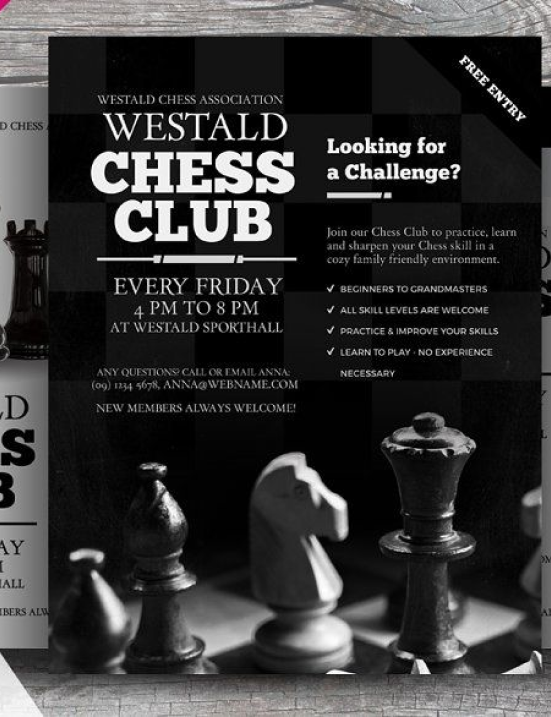 FREE ENTRY
WESTALD CHESS ASSOCIATION
WESTALD
CHESS
CLUB
EVERY FRIDAY
4 PM TO 8 PM
AT WESTALD SPORTHALL
ANY QUESTIONS? CALL OR EMAIL ANNA:
(09) 1234 5678, ANNA@WEBNAME.COM
NEW MEMBERS ALWAYS WELCOME!
Looking for
a Challenge?
Join our Chess Club to practice, learn
and sharpen your Chess skill in a
cozy family friendly environment.
BEGINNERS TO GRANDMASTERS
ALL SKILL LEVELS ARE WELCOME
PRACTICE & IMPROVE YOUR SKILLS
LEARN TO PLAY - NO EXPERIENCE
NECESSARY
D CHESS
LD
S
B
AY
HALL
BERS ALW